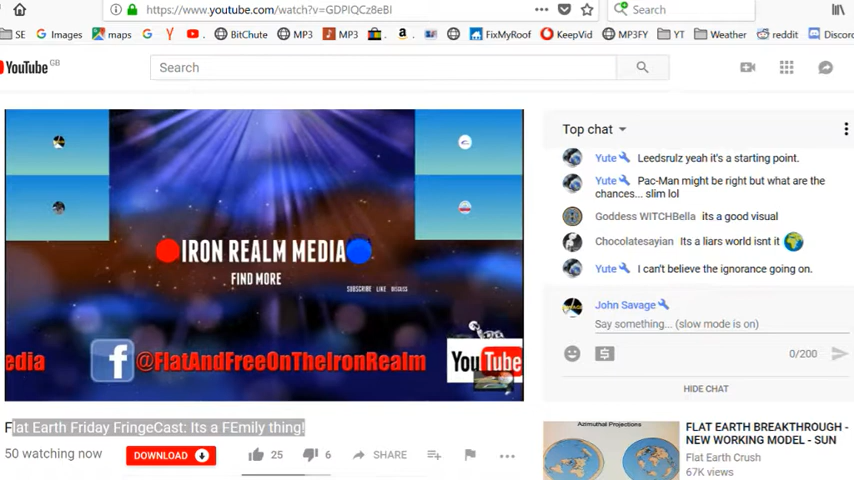 https://www.youtube.com/watch?v=GDPIQCz8eBI
Search
SE Images maps BitChute MP3 MP3 FixMyRoof KeepVid MP3FY YT Weather reddit Discord
YouTube GB
Search
Top chat
Yute Leedsrulz yeah it's a starting point.
Yute Pac-Man might be right but what are the
chances... slim lol
Goddess WITCHBella its a good visual
Chocolatesayian Its a liars world isnt it
Yute I can't believe the ignorance going on.
John Savage
Say something... (slow mode is on)
0/200
HIDE CHAT
IRON REALM MEDIA
FIND MORE
SUBSCRIBE LIKE DISCUSS
edia f @FlatAndFreeOnTheIronRealm YouTube
Flat Earth Friday FringeCast: Its a FEmily thing!
50 watching now
DOWNLOAD
25
6
SHARE
Azimuthal Projections
FLAT EARTH BREAKTHROUGH -
NEW WORKING MODEL - SUN
Flat Earth Crush
67K views